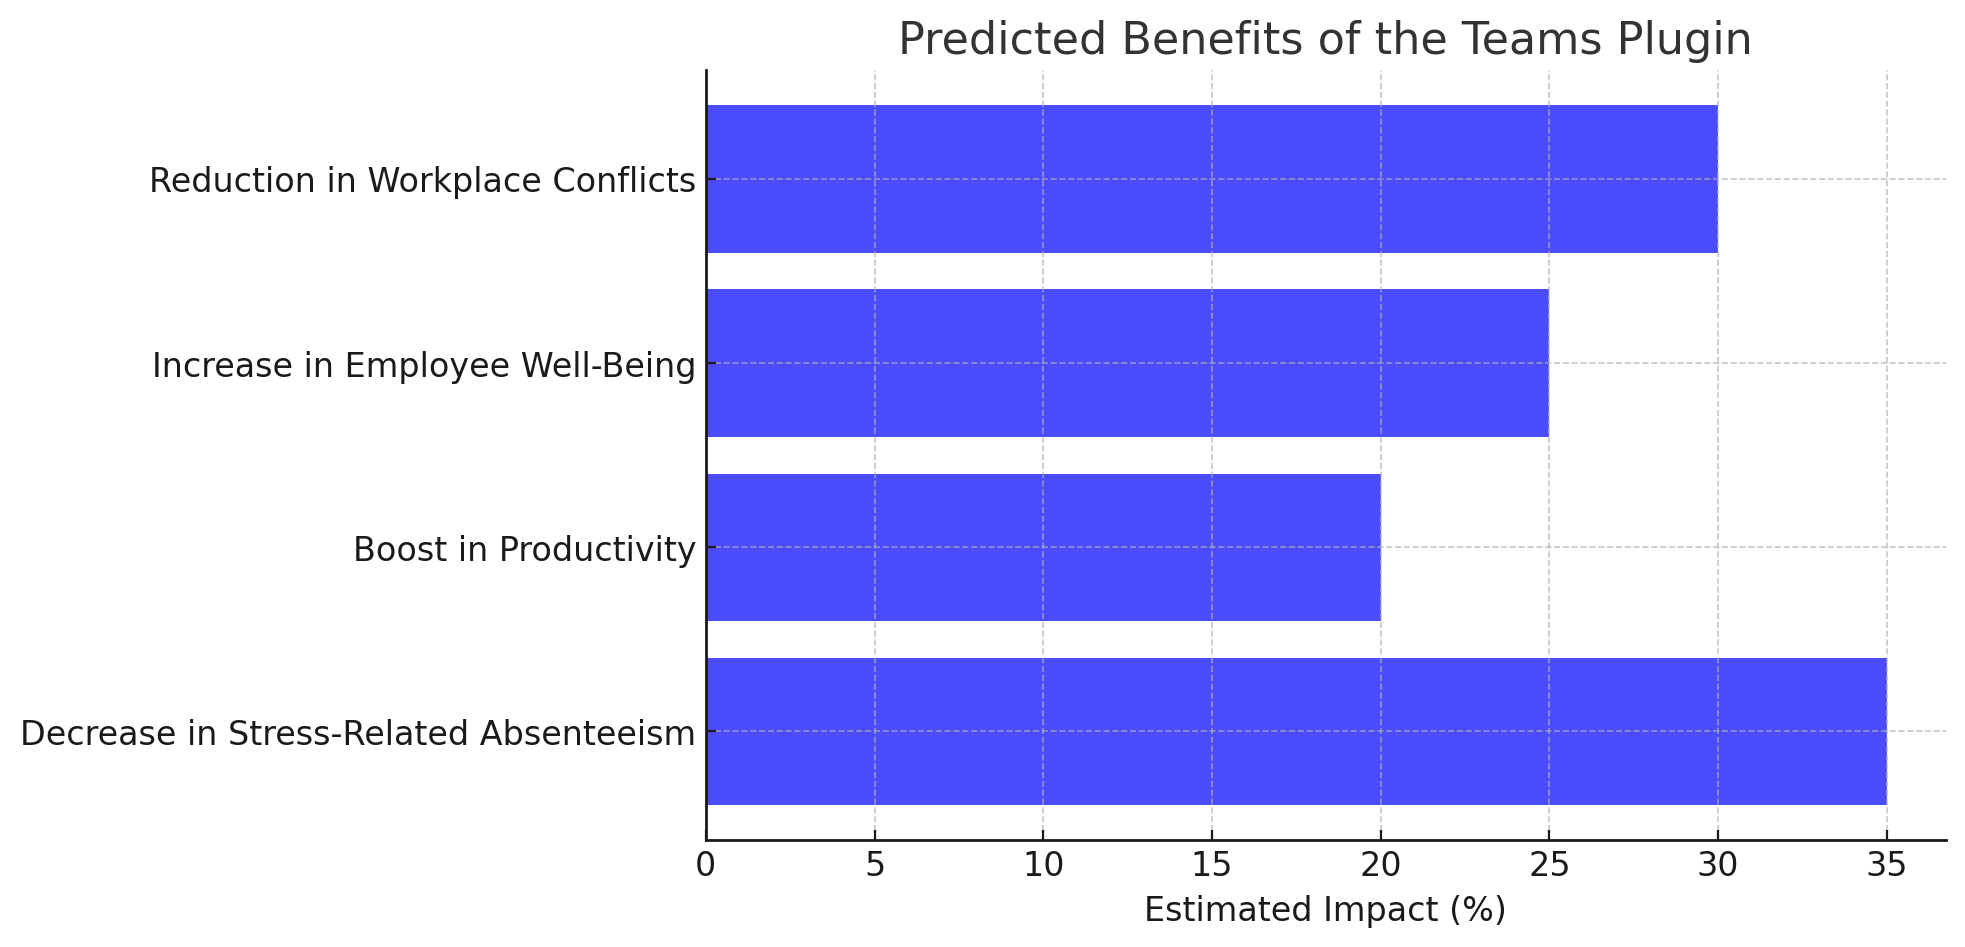 Predicted Benefits of the Teams Plugin
Reduction in Workplace Conflicts
Increase in Employee Well-Being
Boost in Productivity
Decrease in Stress-Related Absenteeism
0 5 10 15 20 25 30 35
Estimated Impact (%)